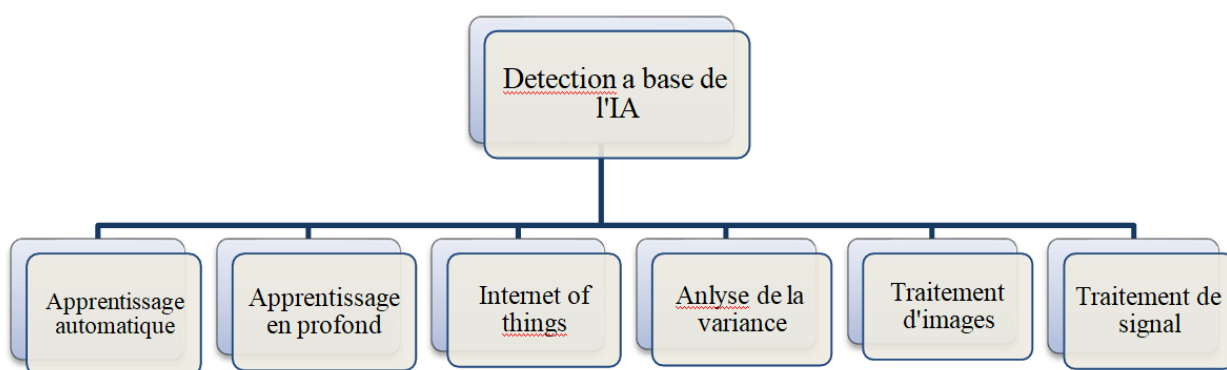 Detection a base de
l'IA
Apprentissage
automatique
Apprentissage
en profond
Internet of
things
Anlyse de la
variance
Traitement
d'images
Traitement de
signal